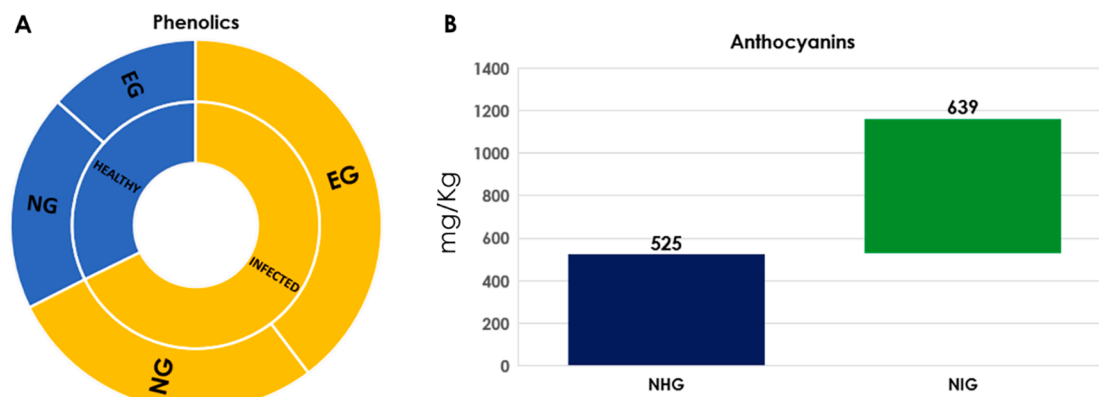 A
Phenolics
EG
EG
HEALTHY
NG
INFECTED
NG
B
Anthocyanins
mg/Kg
1400
1200
1000
800
600
400
200
0
525
639
NHG
NIG